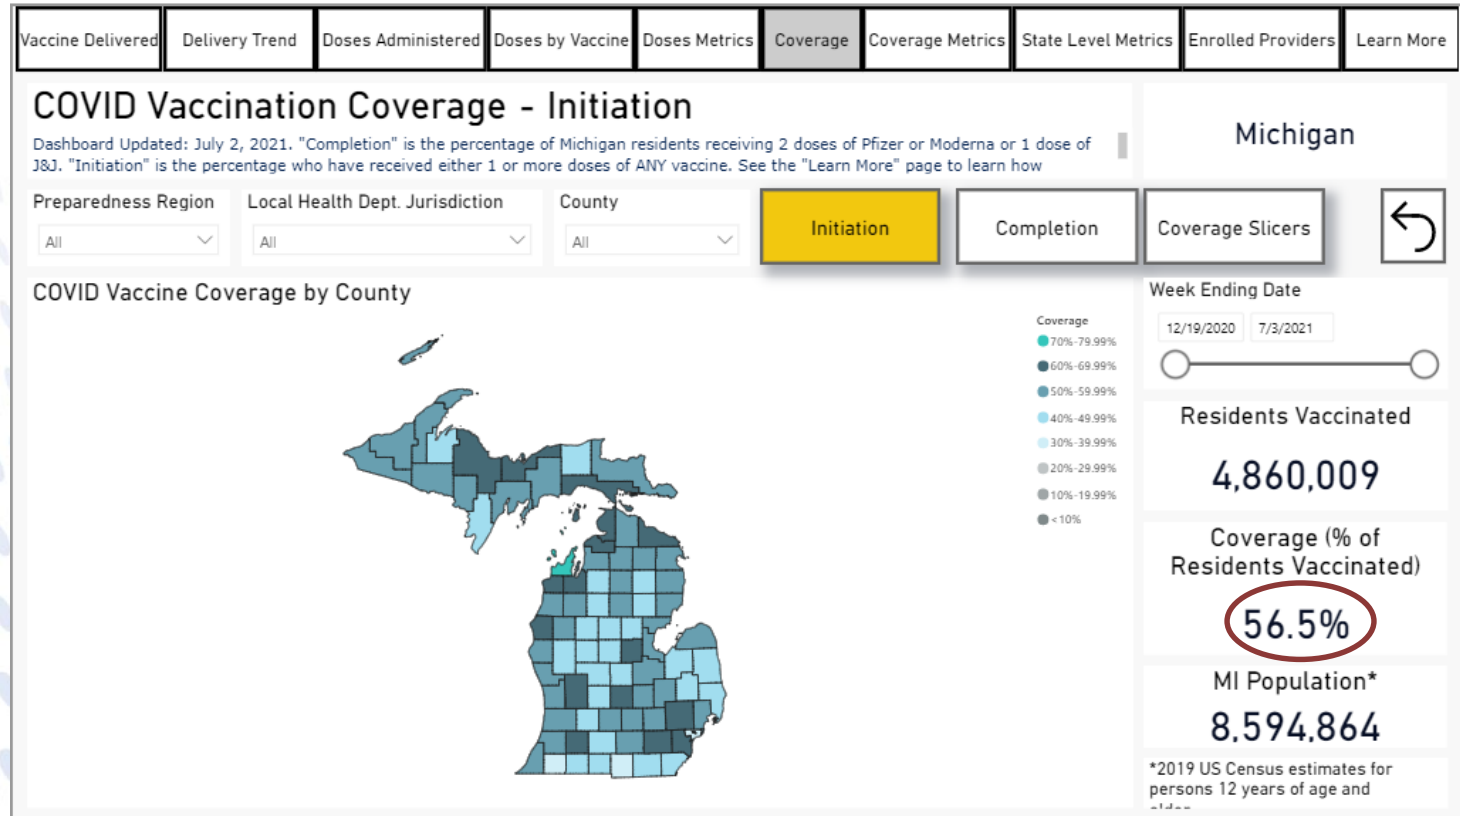 Vaccine Delivered
Delivery Trend
Doses Administered
Doses by Vaccine
Doses Metrics
Coverage
Coverage Metrics
State Level Metrics
Enrolled Providers
Learn More
COVID Vaccination Coverage - Initiation
Dashboard Updated: July 2, 2021. "Completion" is the percentage of Michigan residents receiving 2 doses of Pfizer or Moderna or 1 dose of
J&J. "Initiation" is the percentage who have received either 1 or more doses of ANY vaccine. See the "Learn More" page to learn how
Michigan
Preparedness Region
Local Health Dept. Jurisdiction
County
All
All
All
Initiation
Completion
Coverage Slicers
COVID Vaccine Coverage by County
Coverage
70%-79.99%
60%-69.99%
50%-59.99%
40%-49.99%
30%-39.99%
20%-29.99%
10%-19.99%
<10%
Week Ending Date
12/19/2020
7/3/2021
Residents Vaccinated
4,860,009
Coverage (% of
Residents Vaccinated)
56.5%
MI Population*
8,594,864
*2019 US Census estimates for
persons 12 years of age and